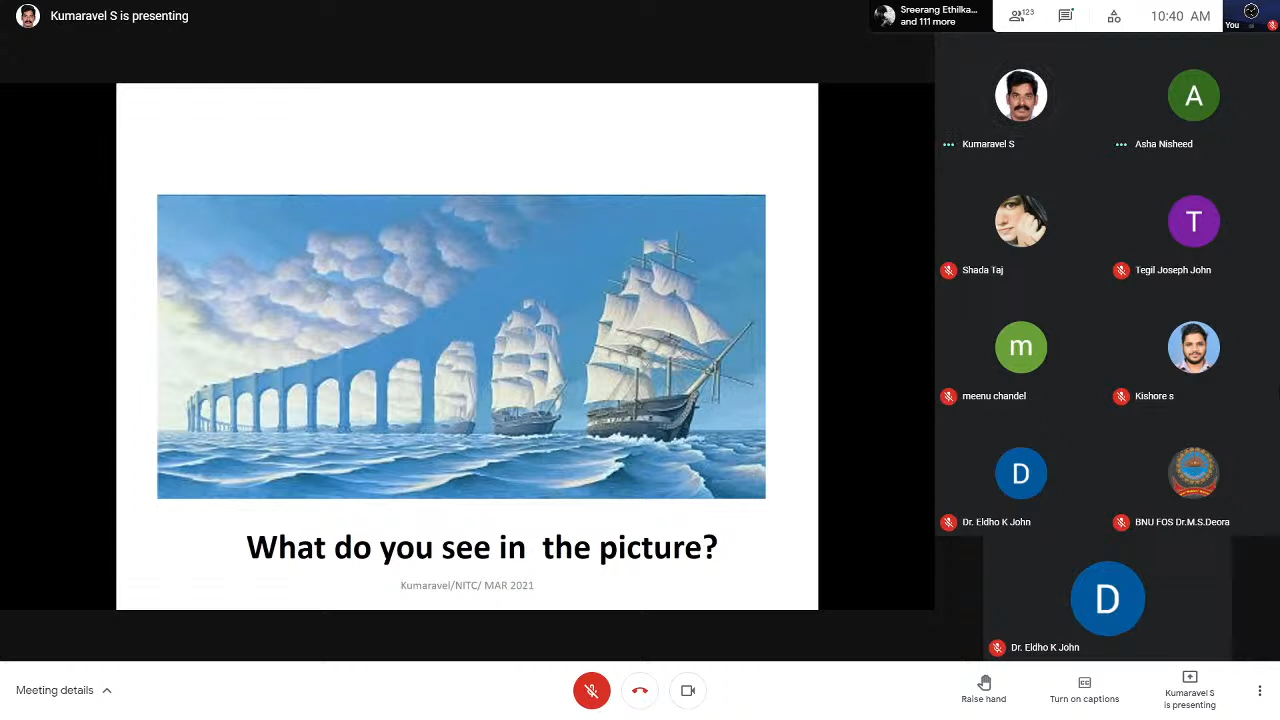 Kumaravel S is presenting
Sreerang Ethilka...
and 111 more
123
10:40 AM
You
Kumaravel S
Asha Nisheed
A
Shada Taj
Tegil Joseph John
T
meenu chandel
m
Kishore s
Dr. Eldho K John
D
BNU FOS Dr.M.S.Deora
What do you see in the picture?
Kumaravel/NITC/ MAR 2021
D
Dr. Eldho K John
Meeting details
Raise hand
Turn on captions
Kumaravel S
is presenting